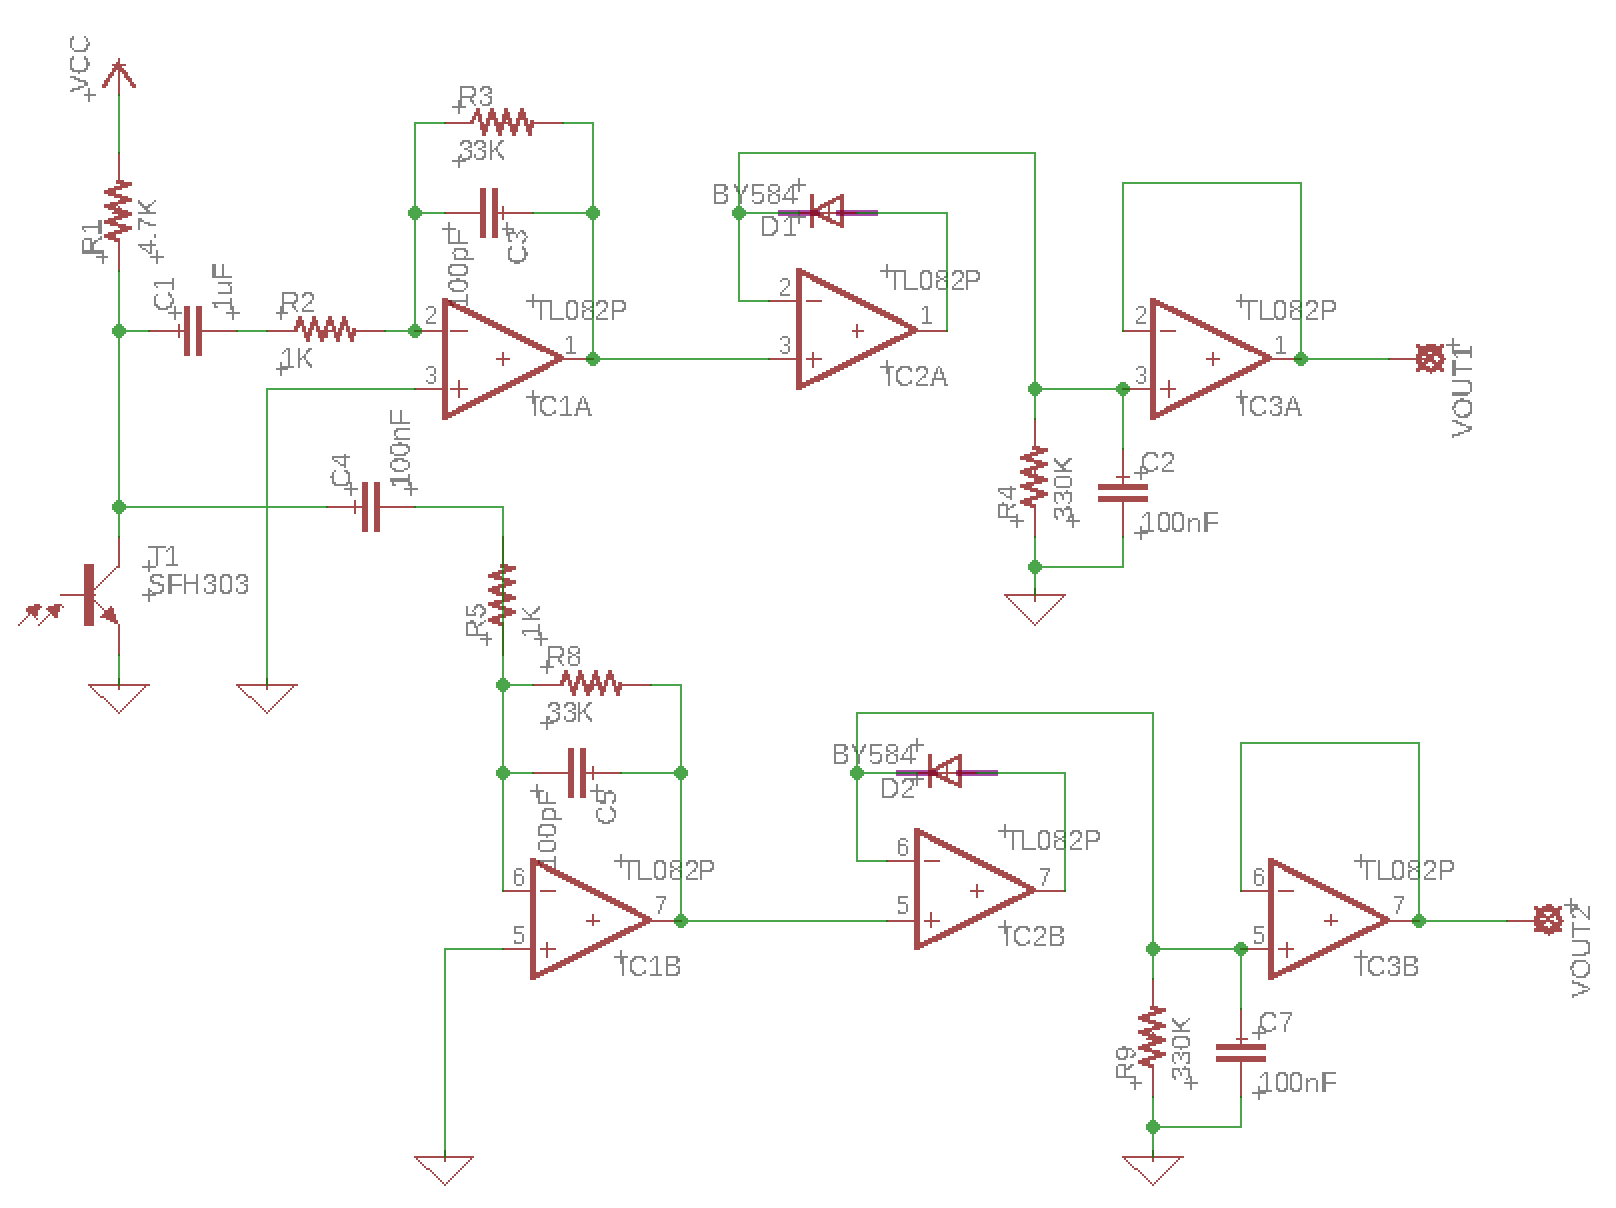 VCC
R1
4.7K
C1
1uF
R2
1K
R3
33K
100pF
C3
2
3
1
TL082P
IC1A
BY584
D1
2
3
1
TL082P
IC2A
2
3
1
TL082P
IC3A
VOUT1
R4
330K
C2
100nF
C4
100nF
T1
SFH303
R5
1K
R8
33K
100pF
C5
6
5
7
TL082P
IC1B
BY584
D2
6
5
7
TL082P
IC2B
6
5
7
TL082P
IC3B
VOUT2
R9
330K
C7
100nF